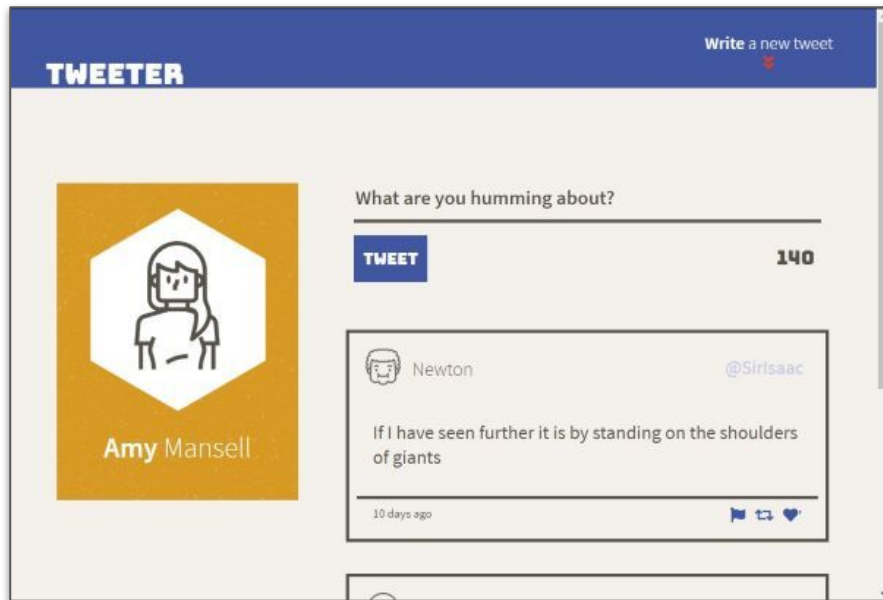 Write a new tweet
TWEETER
What are you humming about?
TWEET
140
Amy Mansell
Newton
@SirIsaac
If I have seen further it is by standing on the shoulders
of giants
10 days ago